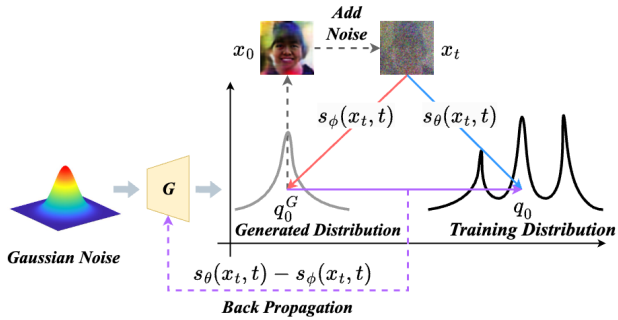 Add
Noise
x_0
x_t
s_ϕ(x_t, t)
s_θ(x_t, t)
G
q_0^G
q_0
Generated Distribution
Training Distribution
Gaussian Noise
s_θ(x_t, t) − s_ϕ(x_t, t)
Back Propagation